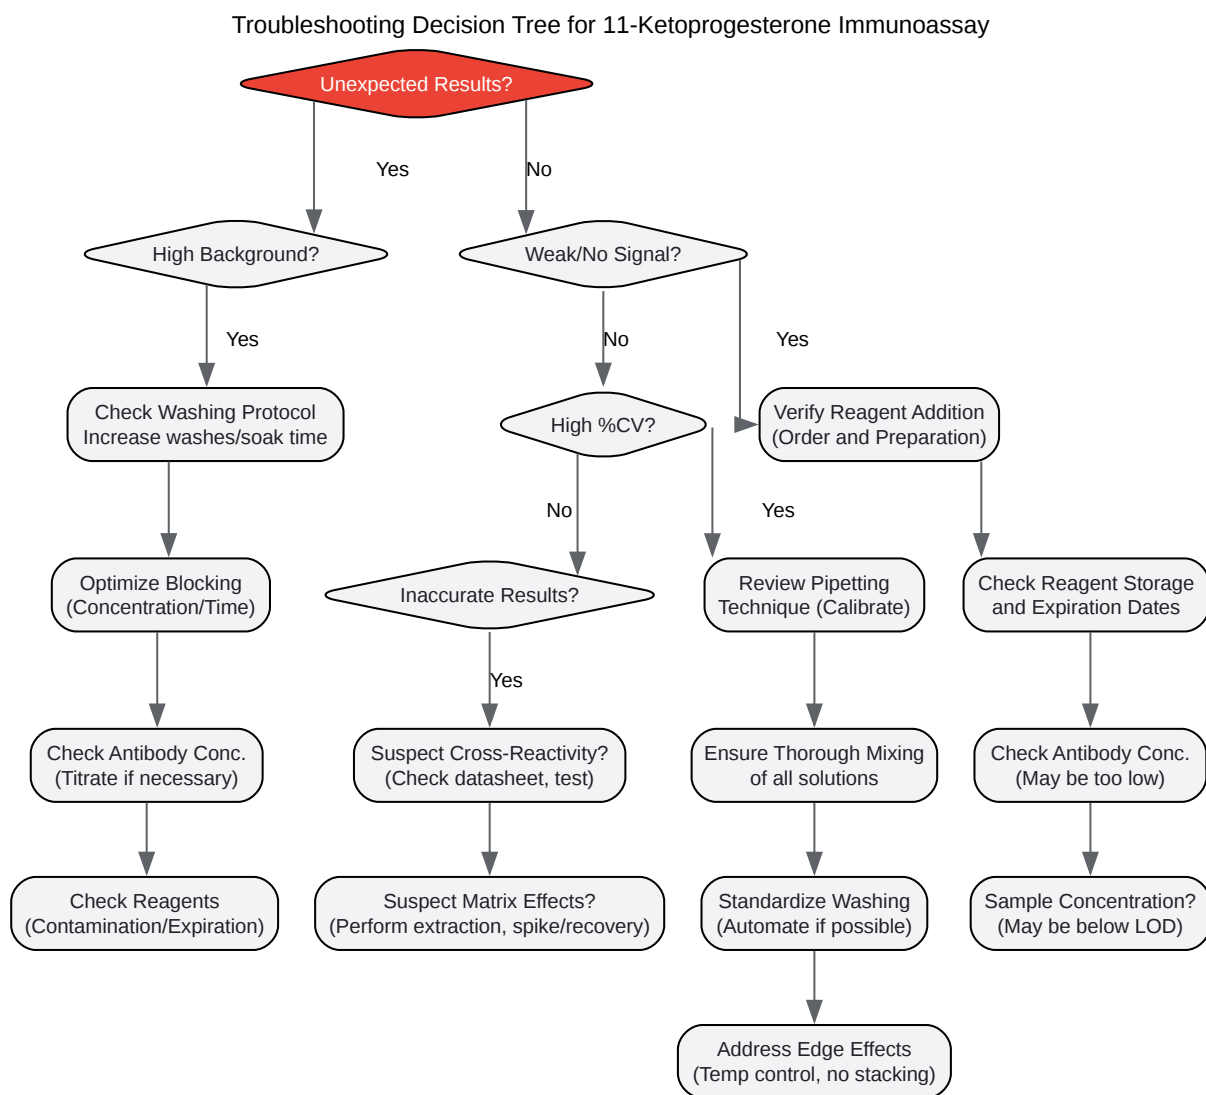 Troubleshooting Decision Tree for 11-Ketoprogesterone Immunoassay
Unexpected Results?
Yes
No
High Background?
Weak/No Signal?
Yes
No
Yes
Check Washing Protocol
Increase washes/soak time
High %CV?
Verify Reagent Addition
(Order and Preparation)
No
Yes
Optimize Blocking
(Concentration/Time)
Inaccurate Results?
Review Pipetting
Technique (Calibrate)
Check Reagent Storage
and Expiration Dates
Yes
Check Antibody Conc.
(Titrate if necessary)
Suspect Cross-Reactivity?
(Check datasheet, test)
Ensure Thorough Mixing
of all solutions
Check Antibody Conc.
(May be too low)
Check Reagents
(Contamination/Expiration)
Suspect Matrix Effects?
(Perform extraction, spike/recovery)
Standardize Washing
(Automate if possible)
Sample Concentration?
(May be below LOD)
Address Edge Effects
(Temp control, no stacking)